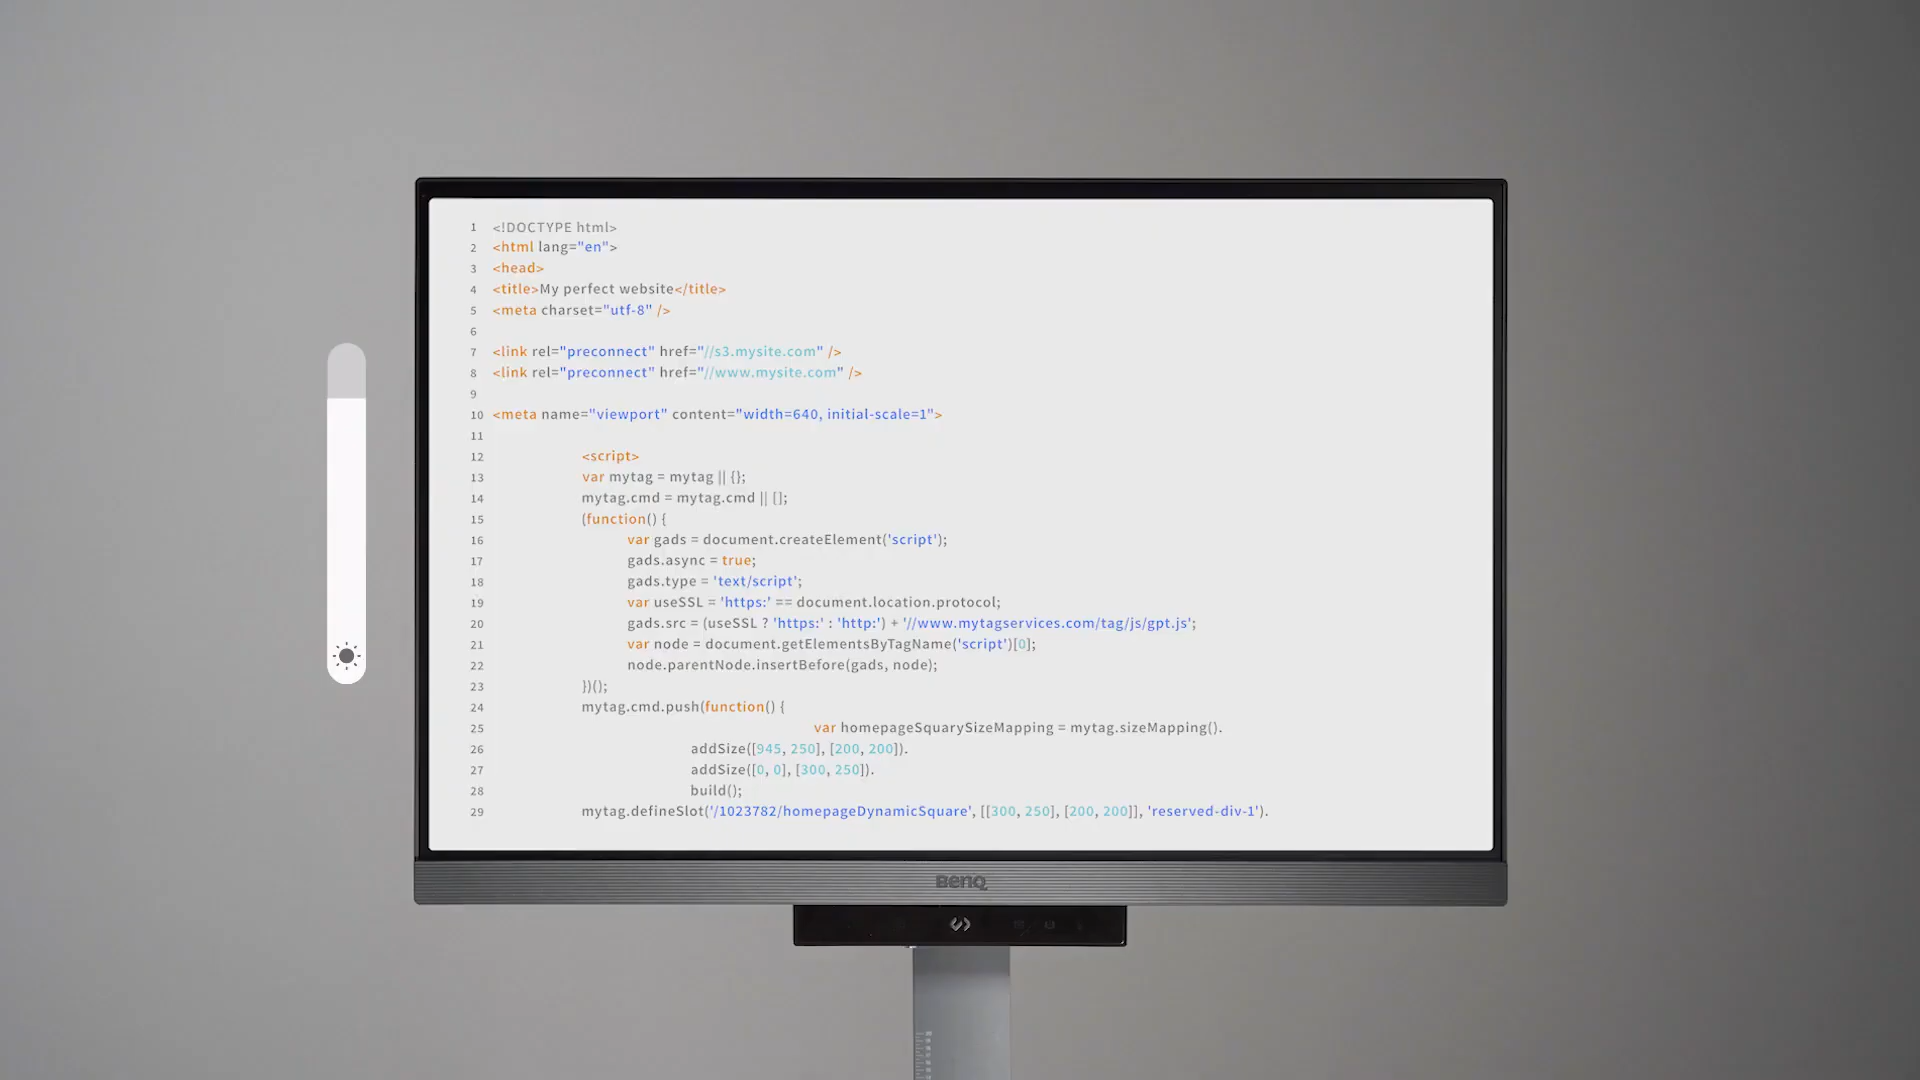 1 <!DOCTYPE html>
2 <html lang="en">
3 <head>
4 <title>My perfect website</title>
5 <meta charset="utf-8" />
6
7 <link rel="preconnect" href="//s3.mysite.com" />
8 <link rel="preconnect" href="//www.mysite.com" />
9
10 <meta name="viewport" content="width=640, initial-scale=1">
11
12 <script>
13 var mytag = mytag || {};
14 mytag.cmd = mytag.cmd || [];
15 (function() {
16 var gads = document.createElement('script');
17 gads.async = true;
18 gads.type = 'text/script';
19 var useSSL = 'https:' == document.location.protocol;
20 gads.src = (useSSL ? 'https:' : 'http:') + '//www.mytagservices.com/tag/js/gpt.js';
21 var node = document.getElementsByTagName('script')[0];
22 node.parentNode.insertBefore(gads, node);
23 })();
24 mytag.cmd.push(function() {
25 var homepageSquarySizeMapping = mytag.sizeMapping().
26 addSize([945, 250], [200, 200]).
27 addSize([0, 0], [300, 250]).
28 build();
29 mytag.defineSlot('/1023782/homepageDynamicSquare', [[300, 250], [200, 200]], 'reserved-div-1').
BenQ